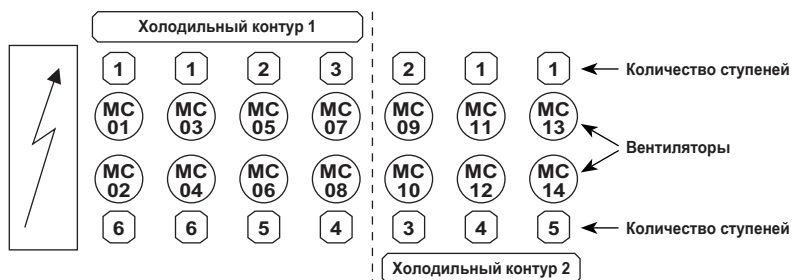 Холодильный контур 1
1 1 2 3 2 1 1 Количество ступеней
MC 01 MC 03 MC 05 MC 07 MC 09 MC 11 MC 13
Вентиляторы
MC 02 MC 04 MC 06 MC 08 MC 10 MC 12 MC 14
6 6 5 4 3 4 5 Количество ступеней
Холодильный контур 2